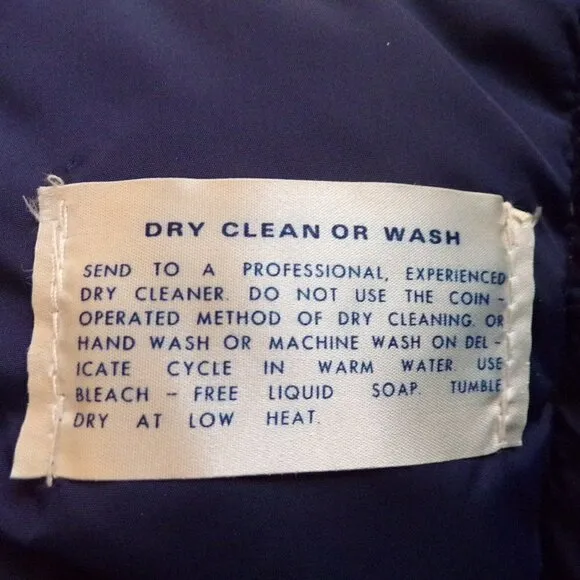 DRY CLEAN OR WASH
SEND TO A PROFESSIONAL, EXPERIENCED
DRY CLEANER. DO NOT USE THE COIN -
OPERATED METHOD OF DRY CLEANING. OR
HAND WASH OR MACHINE WASH ON DEL -
ICATE CYCLE IN WARM WATER. USE
BLEACH - FREE LIQUID SOAP. TUMBLE
DRY AT LOW HEAT.